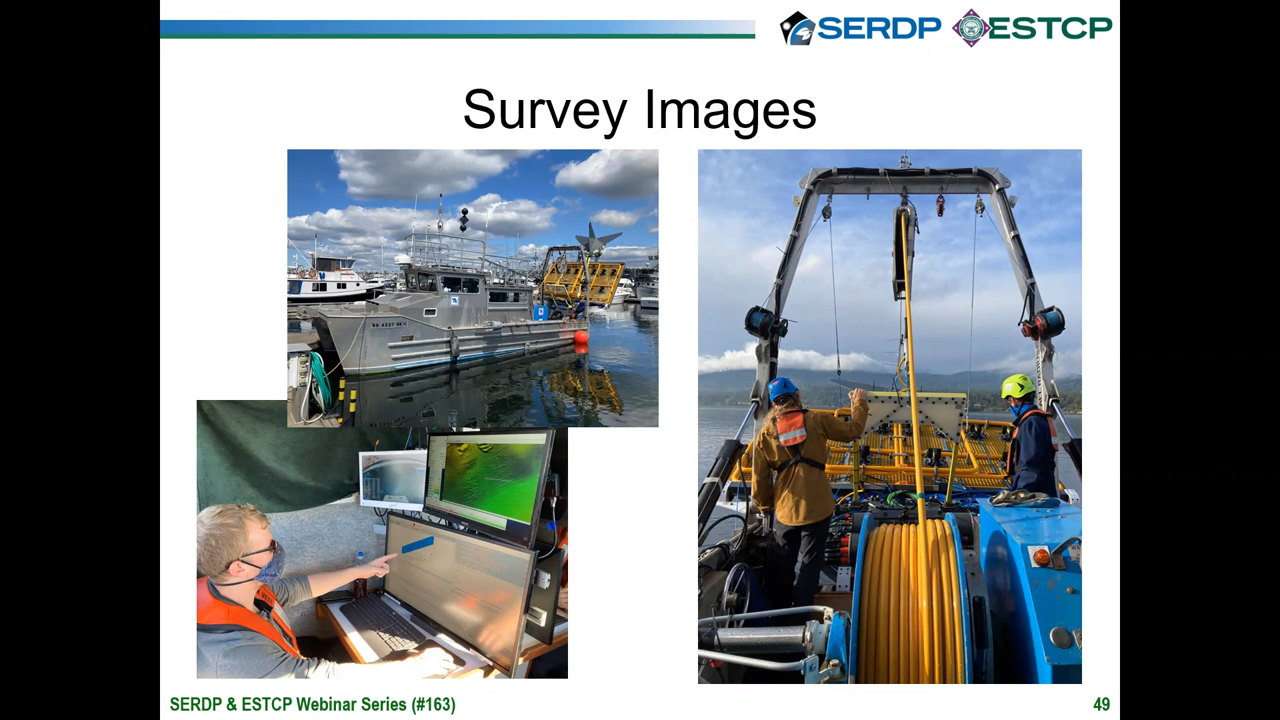 SERDP ESTCP
Survey Images
SERDP & ESTCP Webinar Series (#163)
49